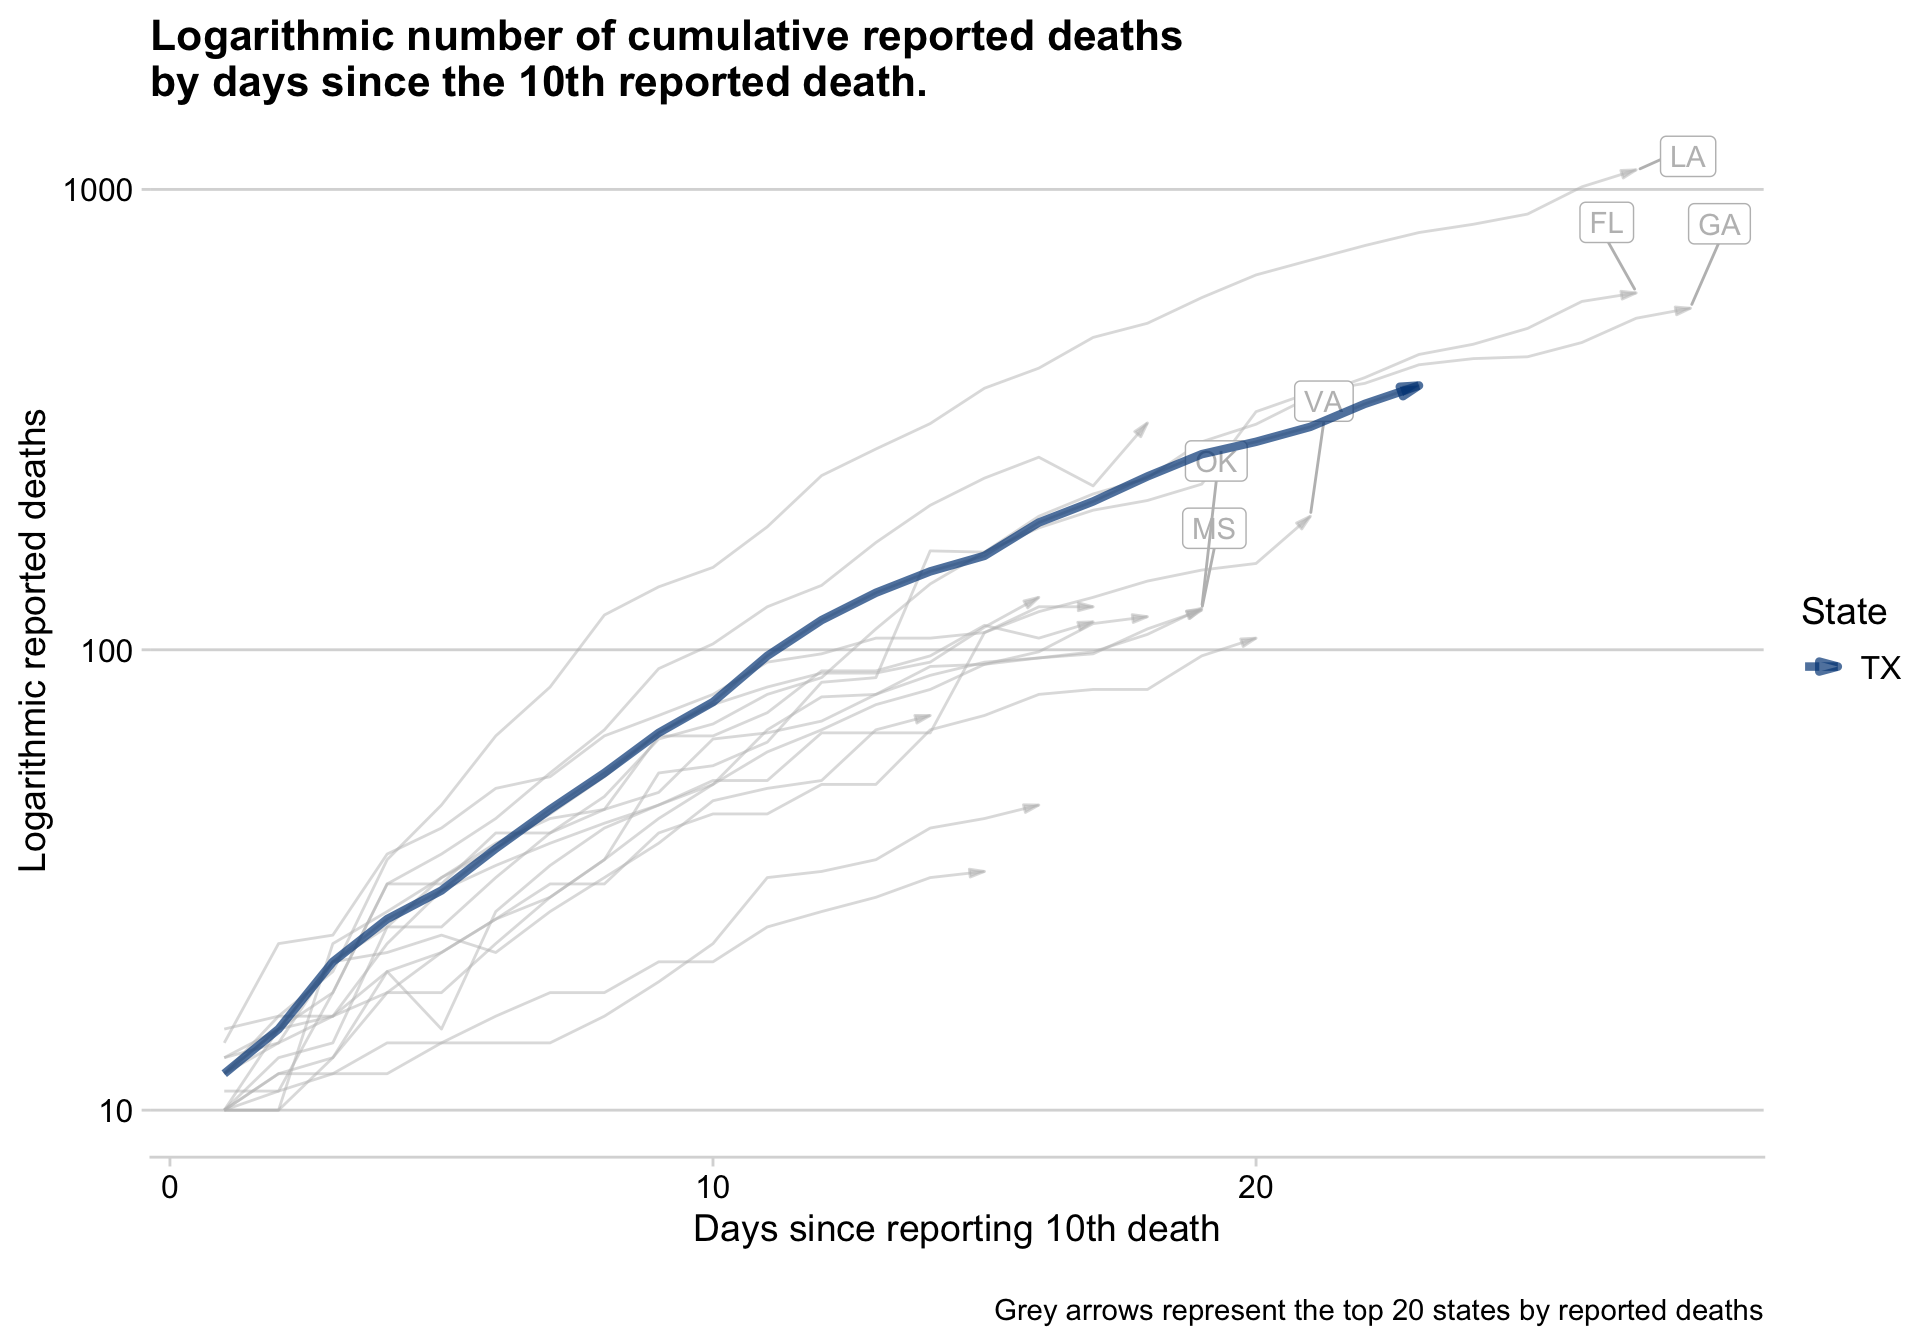 Logarithmic number of cumulative reported deaths
by days since the 10th reported death.
LA
1000
FL
GA
VA
OK
MS
Logarithmic reported deaths
State
TX
100
10
0
10
20
Days since reporting 10th death
Grey arrows represent the top 20 states by reported deaths